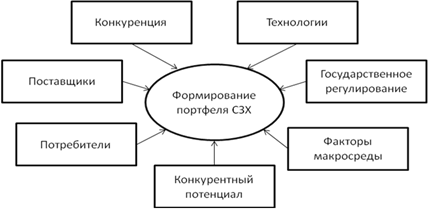 Конкуренция
Технологии
Поставщики
Государственное
регулирование
Формирование
портфеля СЗХ
Потребители
Факторы
макросреды
Конкурентный
потенциал